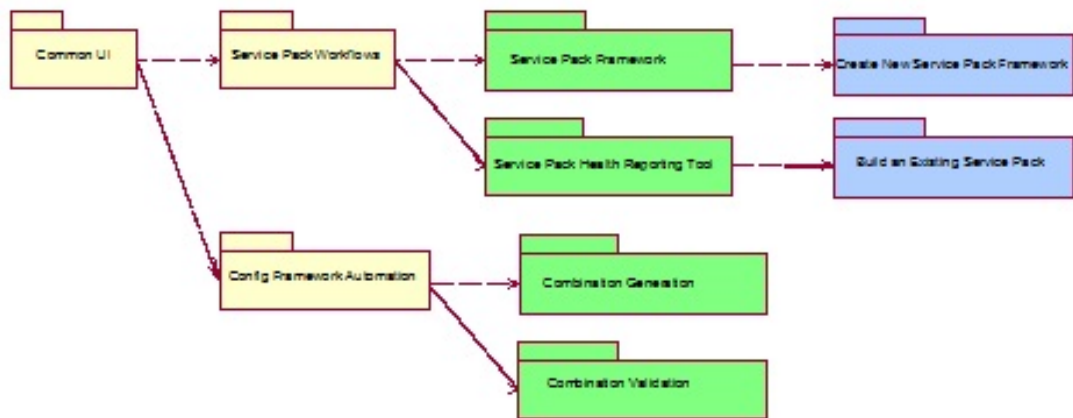 Common UI
Service Pack Workflows
Service Pack Framework
Create New Service Pack Framework
Service Pack Health Reporting Tool
Build an Existing Service Pack
Config Framework Automation
Combination Generation
Combination Validation